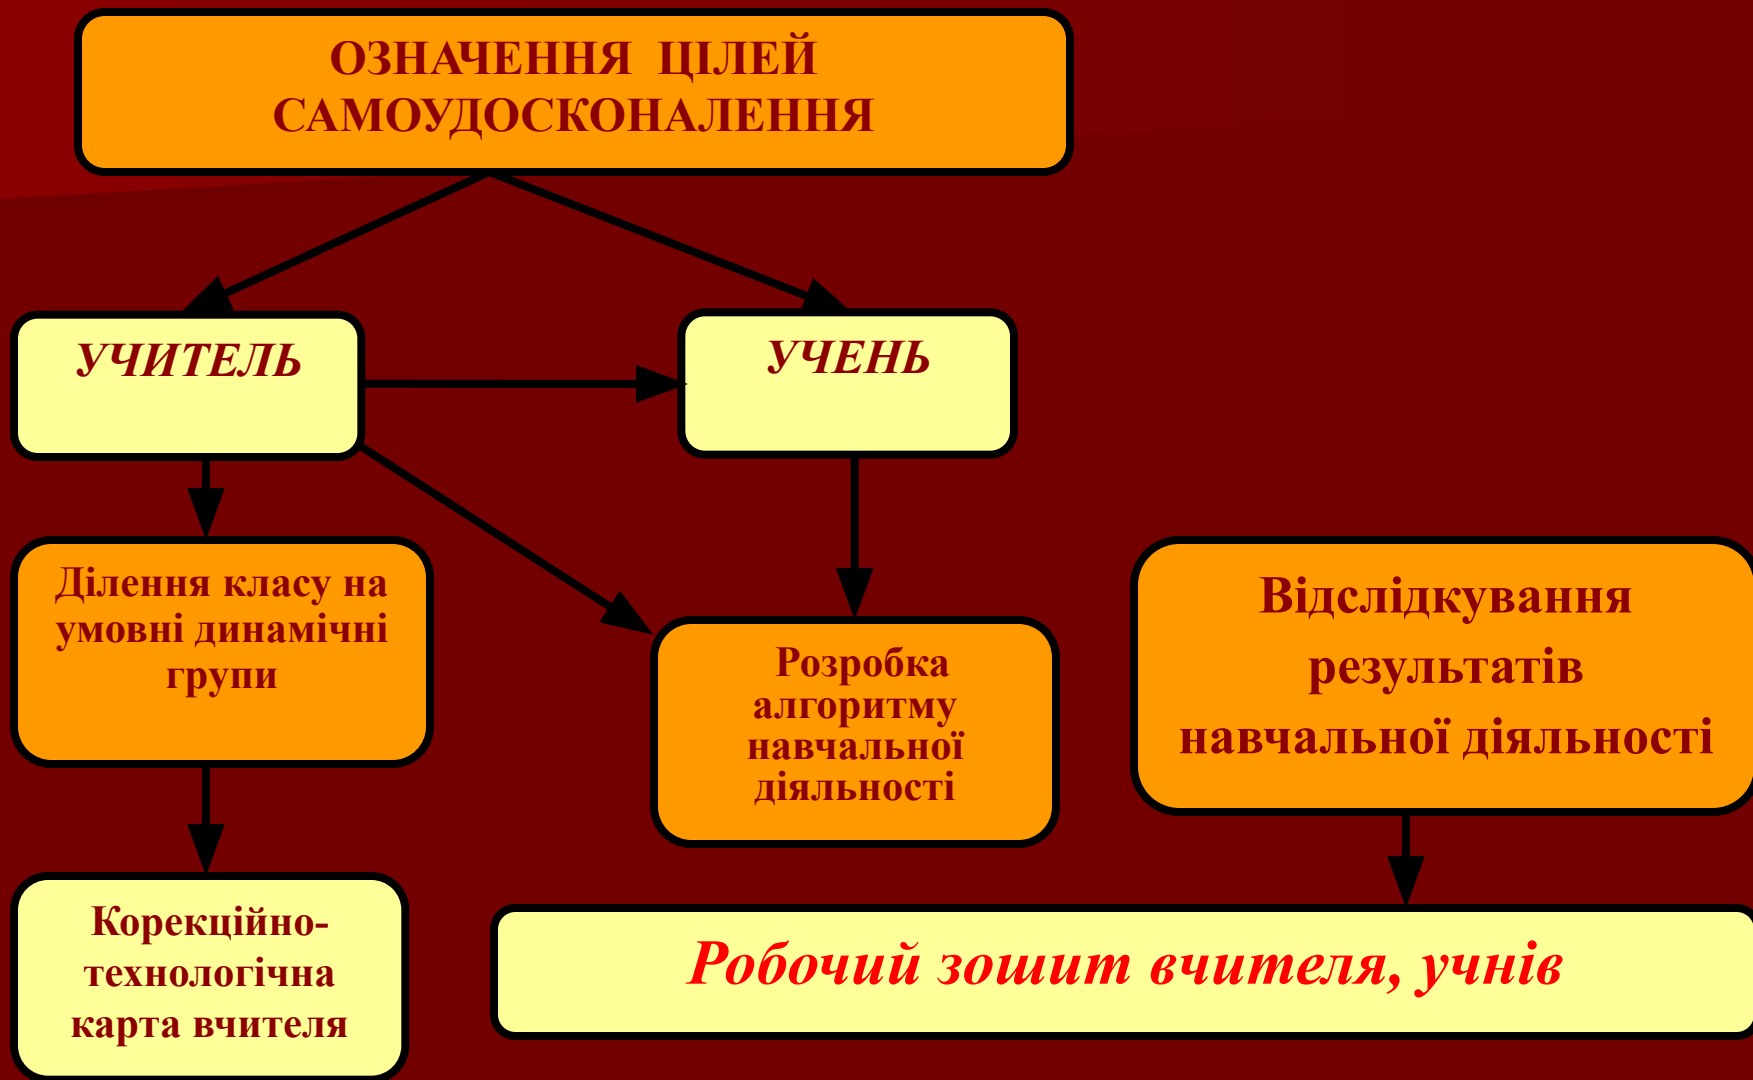 ОЗНАЧЕННЯ ЦІЛЕЙ
САМОУДОСКОНАЛЕННЯ
УЧИТЕЛЬ
УЧЕНЬ
Ділення класу на
умовні динамічні
групи
Розробка
алгоритму
навчальної
діяльності
Відслідкування
результатів
навчальної діяльності
Корекційно-
технологічна
карта вчителя
Робочий зошит вчителя, учнів